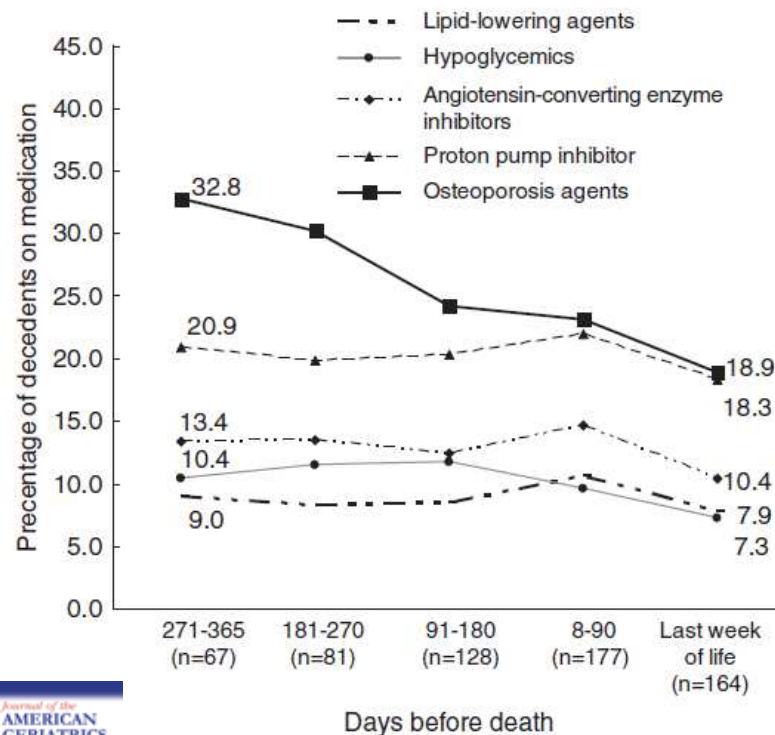 Lipid-lowering agents
Hypoglycemics
Angiotensin-converting enzyme
inhibitors
Proton pump inhibitor
Osteoporosis agents
Precentage of decedents on medication
45.0
40.0
35.0
30.0
25.0
20.0
15.0
10.0
5.0
0.0
32.8
20.9
13.4
10.4
9.0
18.9
18.3
10.4
7.9
7.3
271-365 181-270 91-180 8-90 Last week
(n=67) (n=81) (n=128) (n=177) of life
(n=164)
Days before death
Journal of the
AMERICAN
GERIATRICS